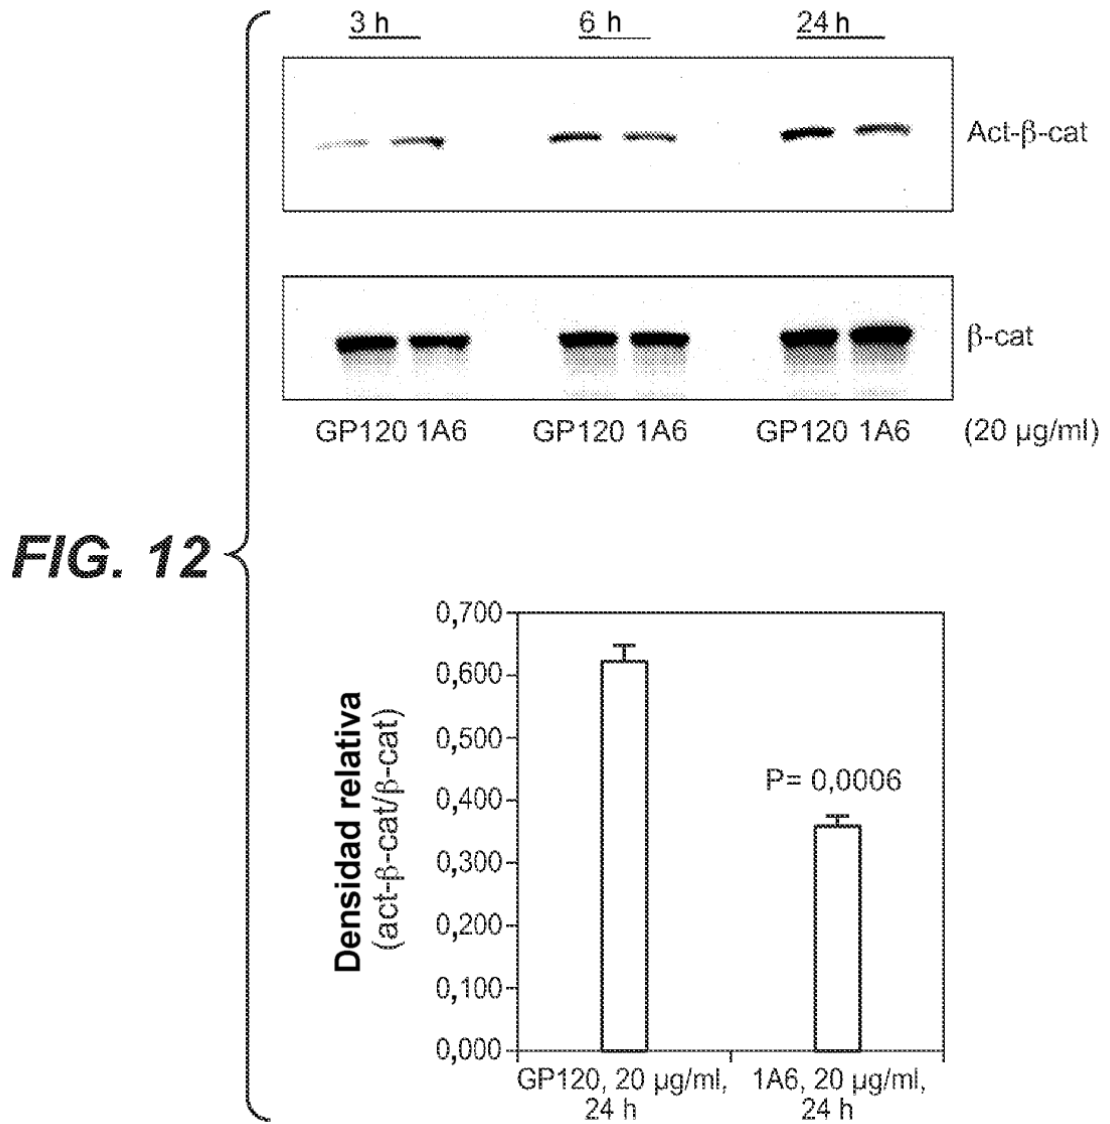 3 h 6 h 24 h
Act-β-cat
β-cat
GP120 1A6 GP120 1A6 GP120 1A6 (20 µg/ml)
FIG. 12
Densidad relativa
(act-β-cat/β-cat)
0,700
0,600
0,500
0,400
0,300
0,200
0,100
0,000
P= 0,0006
GP120, 20 µg/ml, 1A6, 20 µg/ml,
24 h 24 h